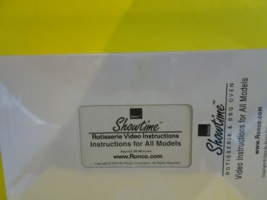 Showtime
Rotisserie Video Instructions
Instructions for All Models
www.Ronco.com
Showtime
ROTISSERIE & BBQ OVEN
Video Instructions for All Models
www.Ronco.com